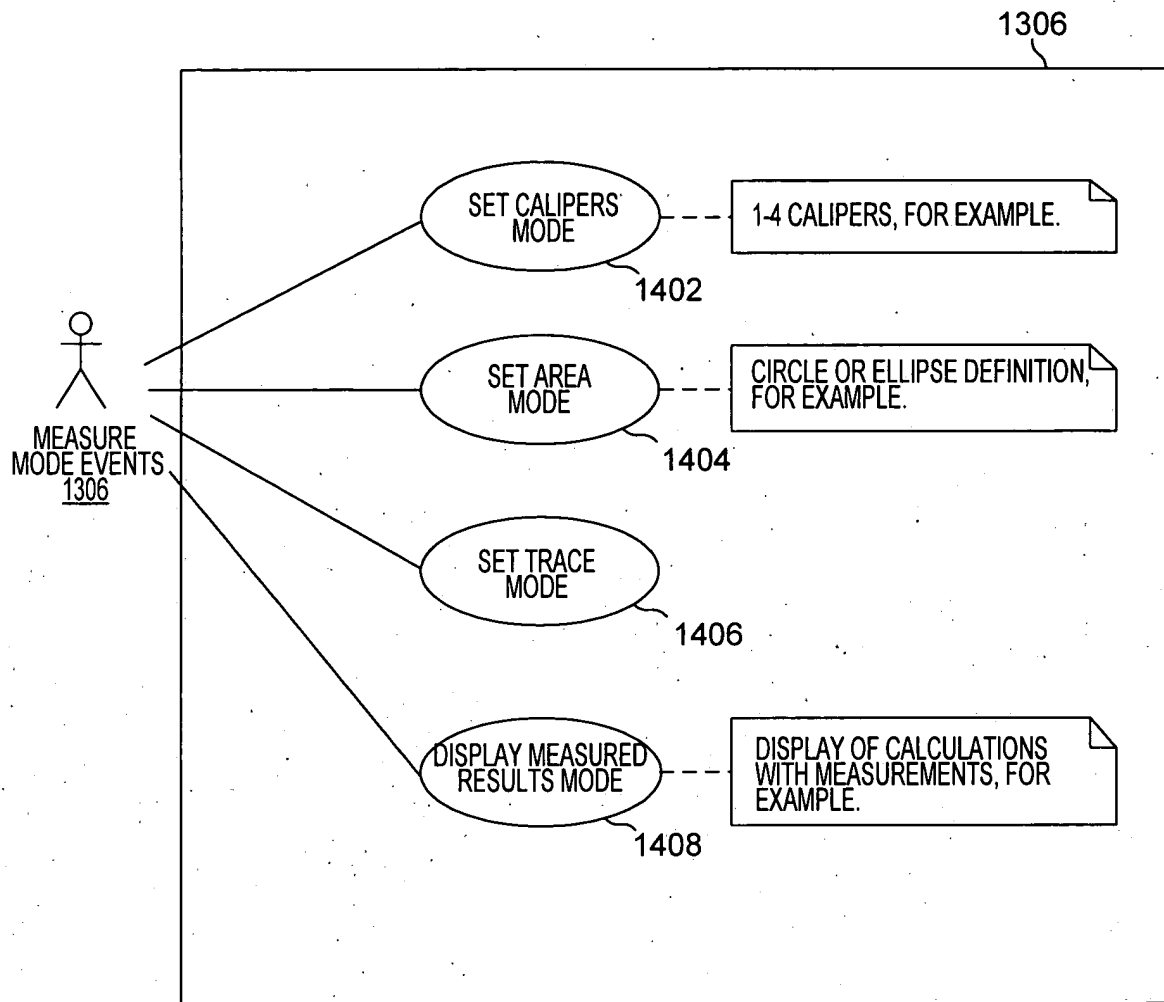 1306
SET CALIPERS
MODE
1402
1-4 CALIPERS, FOR EXAMPLE.
MEASURE
MODE EVENTS
1306
SET AREA
MODE
1404
CIRCLE OR ELLIPSE DEFINITION,
FOR EXAMPLE.
SET TRACE
MODE
1406
DISPLAY MEASURED
RESULTS MODE
1408
DISPLAY OF CALCULATIONS
WITH MEASUREMENTS, FOR
EXAMPLE.